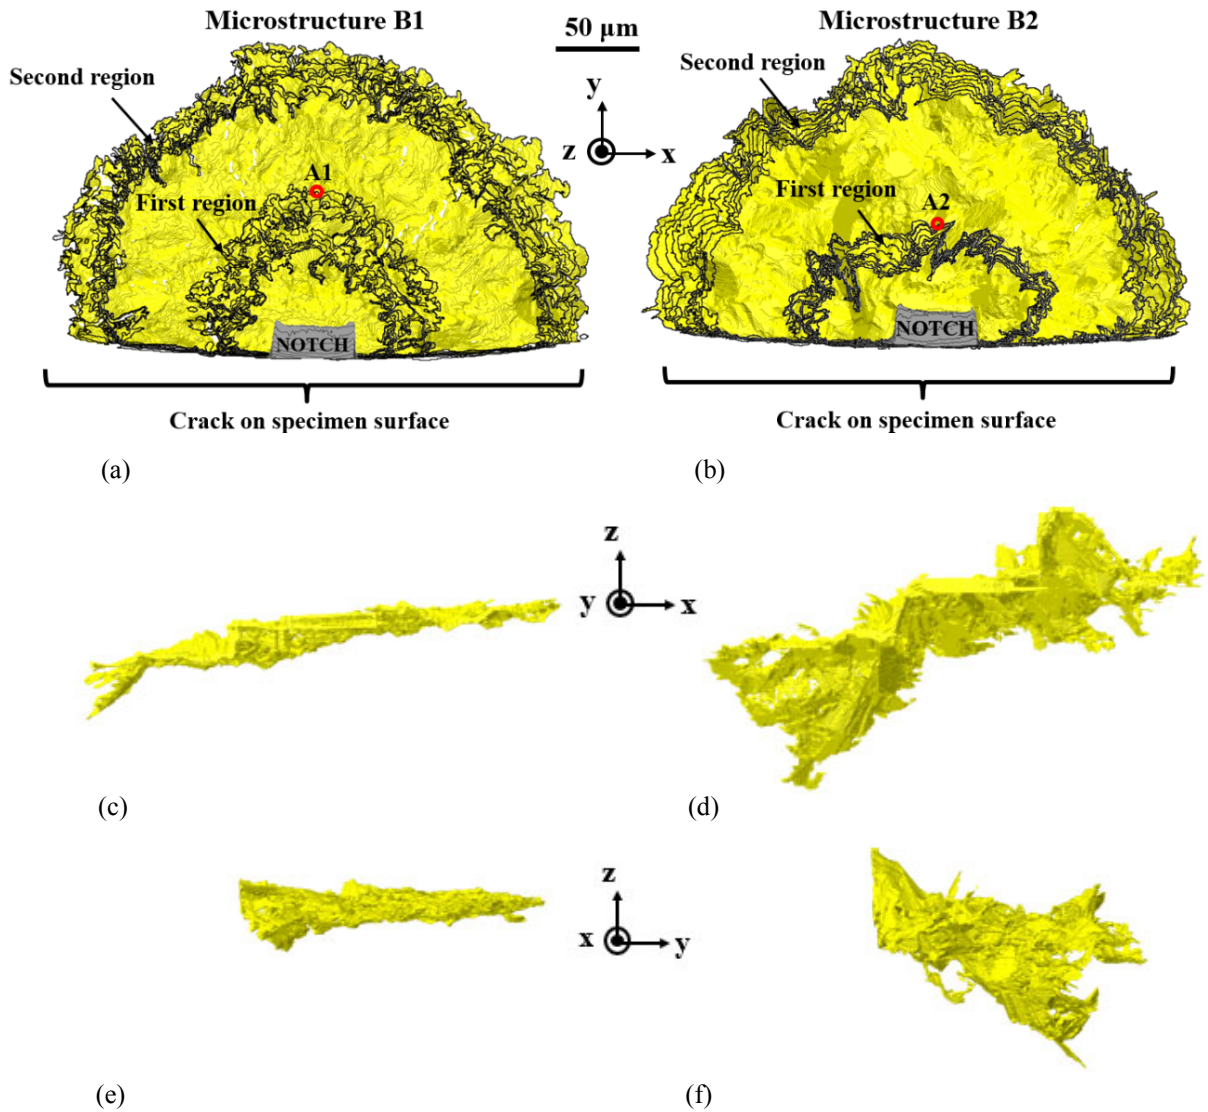 Microstructure B1
50 μm
Microstructure B2
Second region
Second region
y
z
x
A1
First region
First region
A2
NOTCH
NOTCH
Crack on specimen surface
Crack on specimen surface
(a)
(b)
z
y
x
(c)
(d)
z
x
y
(e)
(f)